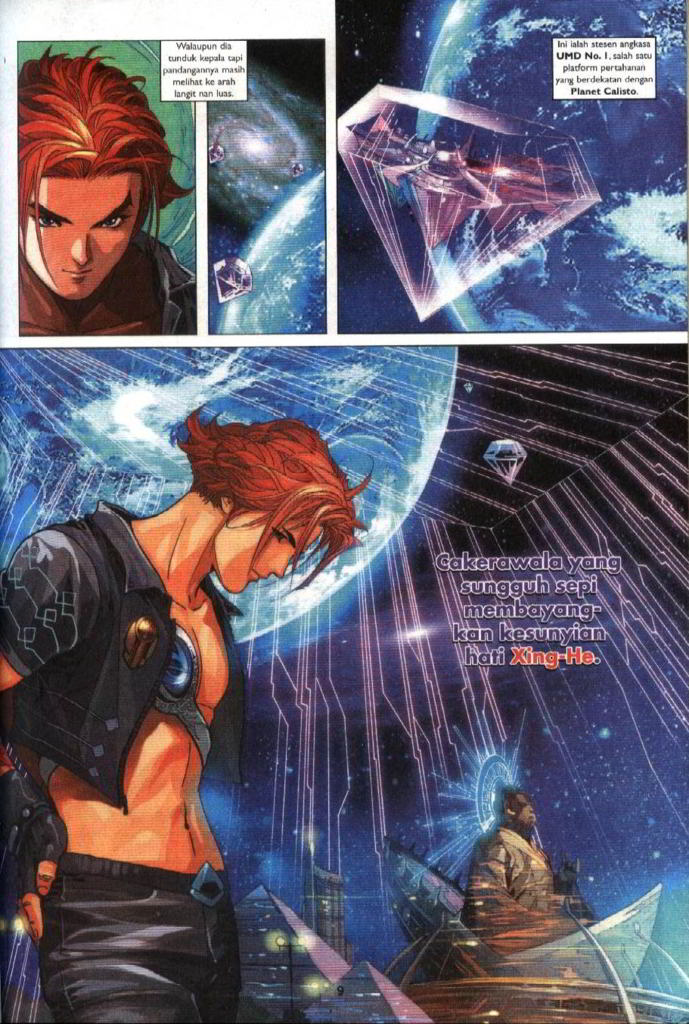 Walaupun dia
tunduk kepala tapi
pandangannya masih
melihat ke arah
langit nan luas.
Ini ialah stesen angkasa
UMD No. 1, salah satu
platform pertahanan
yang berdekatan dengan
Planet Calisto.
Cakerawala yang
sungguh sepi
membayang-
kan kesunyian
hati Xing-He.
9